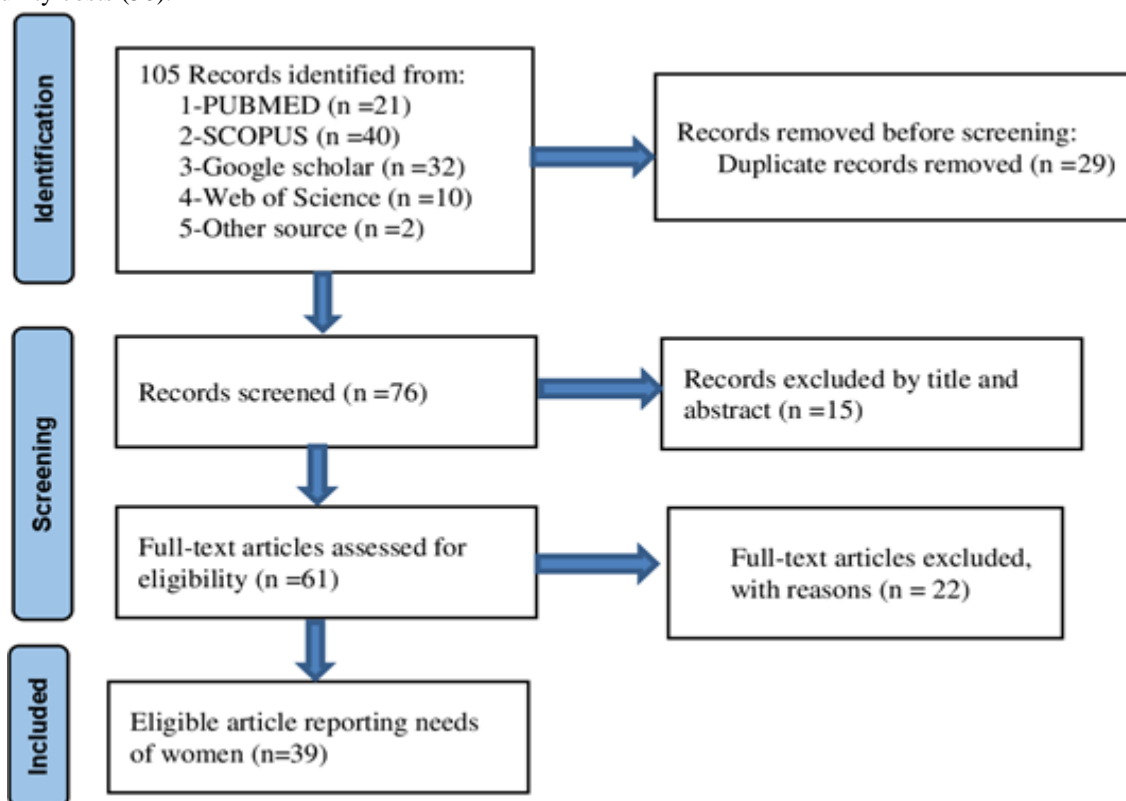 Identification
105 Records identified from:
1-PUBMED (n =21)
2-SCOPUS (n =40)
3-Google scholar (n =32)
4-Web of Science (n =10)
5-Other source (n =2)
Records removed before screening:
Duplicate records removed (n =29)
Screening
Records screened (n =76)
Records excluded by title and
abstract (n =15)
Full-text articles assessed for
eligibility (n =61)
Full-text articles excluded,
with reasons (n = 22)
Included
Eligible article reporting needs
of women (n=39)